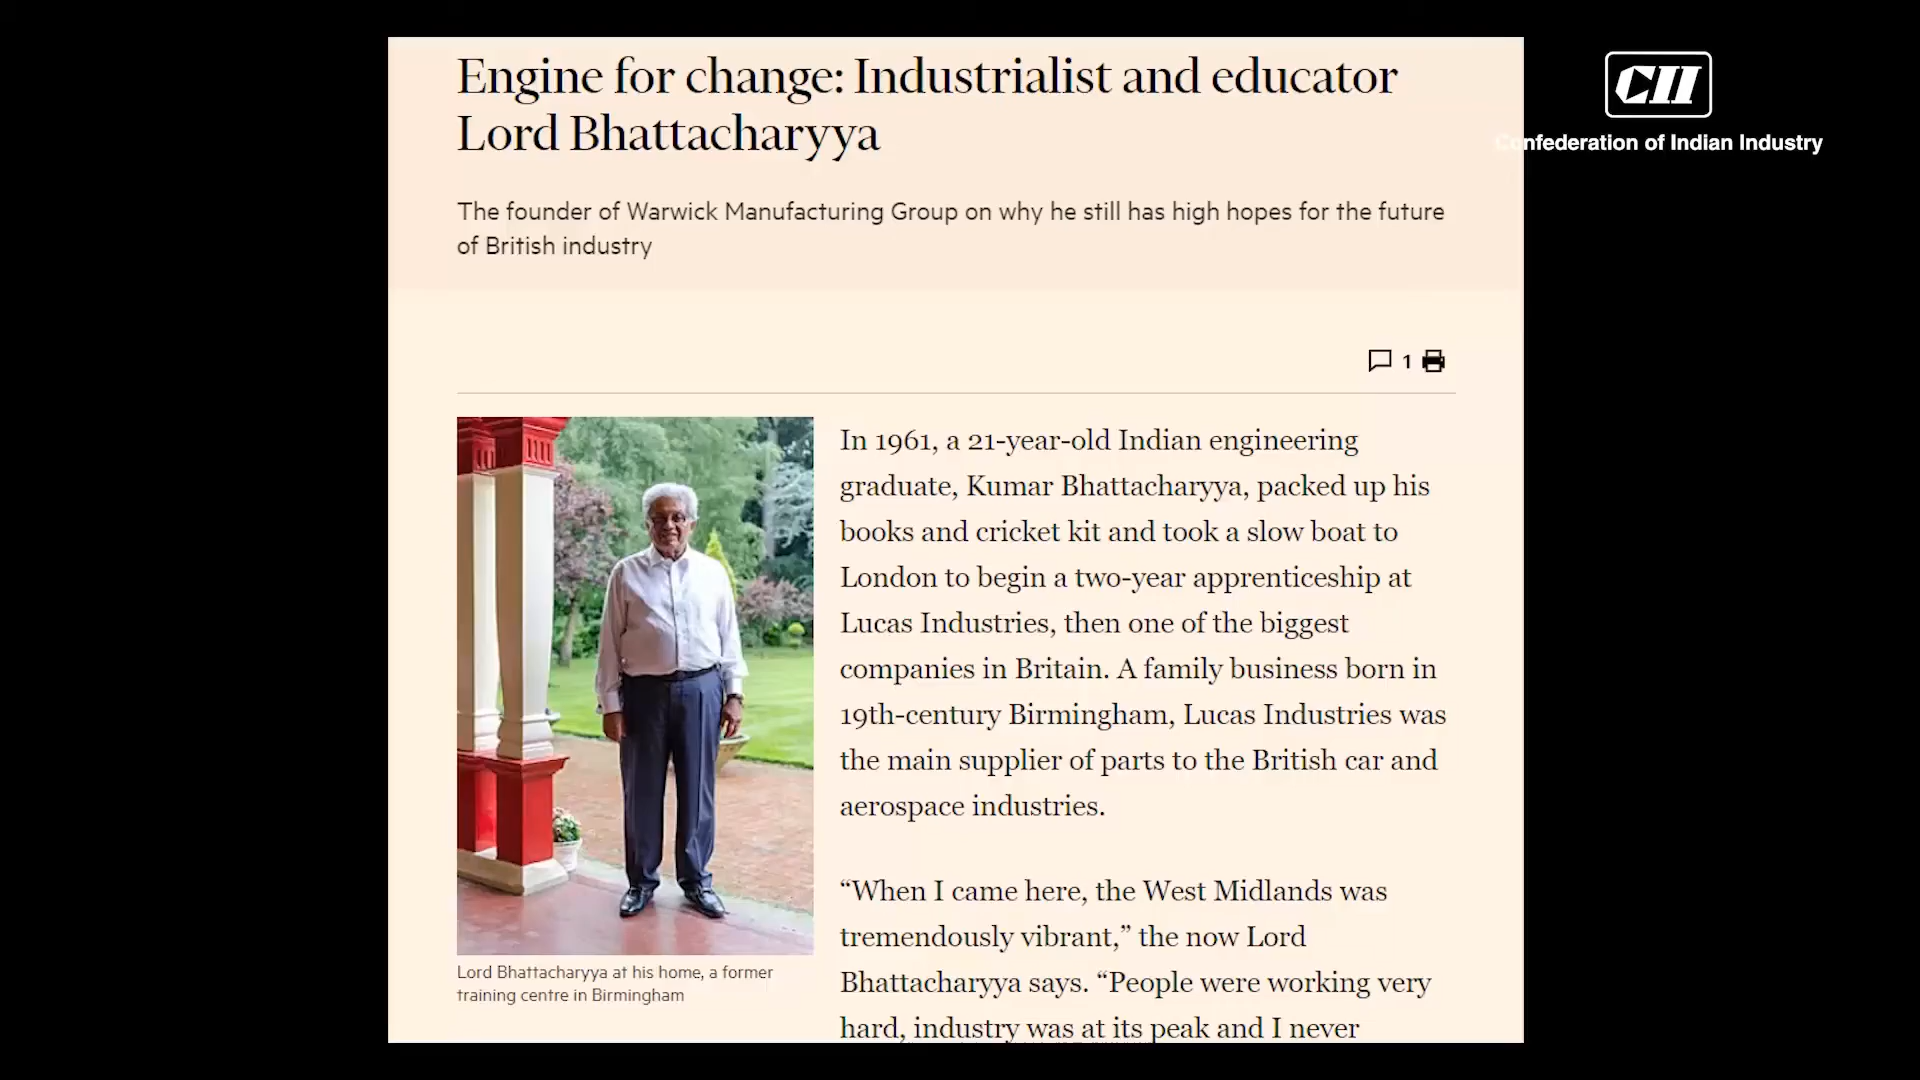 Engine for change: Industrialist and educator
Lord Bhattacharyya
The founder of Warwick Manufacturing Group on why he still has high hopes for the future
of British industry
1
In 1961, a 21-year-old Indian engineering
graduate, Kumar Bhattacharyya, packed up his
books and cricket kit and took a slow boat to
London to begin a two-year apprenticeship at
Lucas Industries, then one of the biggest
companies in Britain. A family business born in
19th-century Birmingham, Lucas Industries was
the main supplier of parts to the British car and
aerospace industries.
“When I came here, the West Midlands was
tremendously vibrant,” the now Lord
Bhattacharyya says. “People were working very
hard, industry was at its peak and I never
Lord Bhattacharyya at his home, a former
training centre in Birmingham
CII
Confederation of Indian Industry